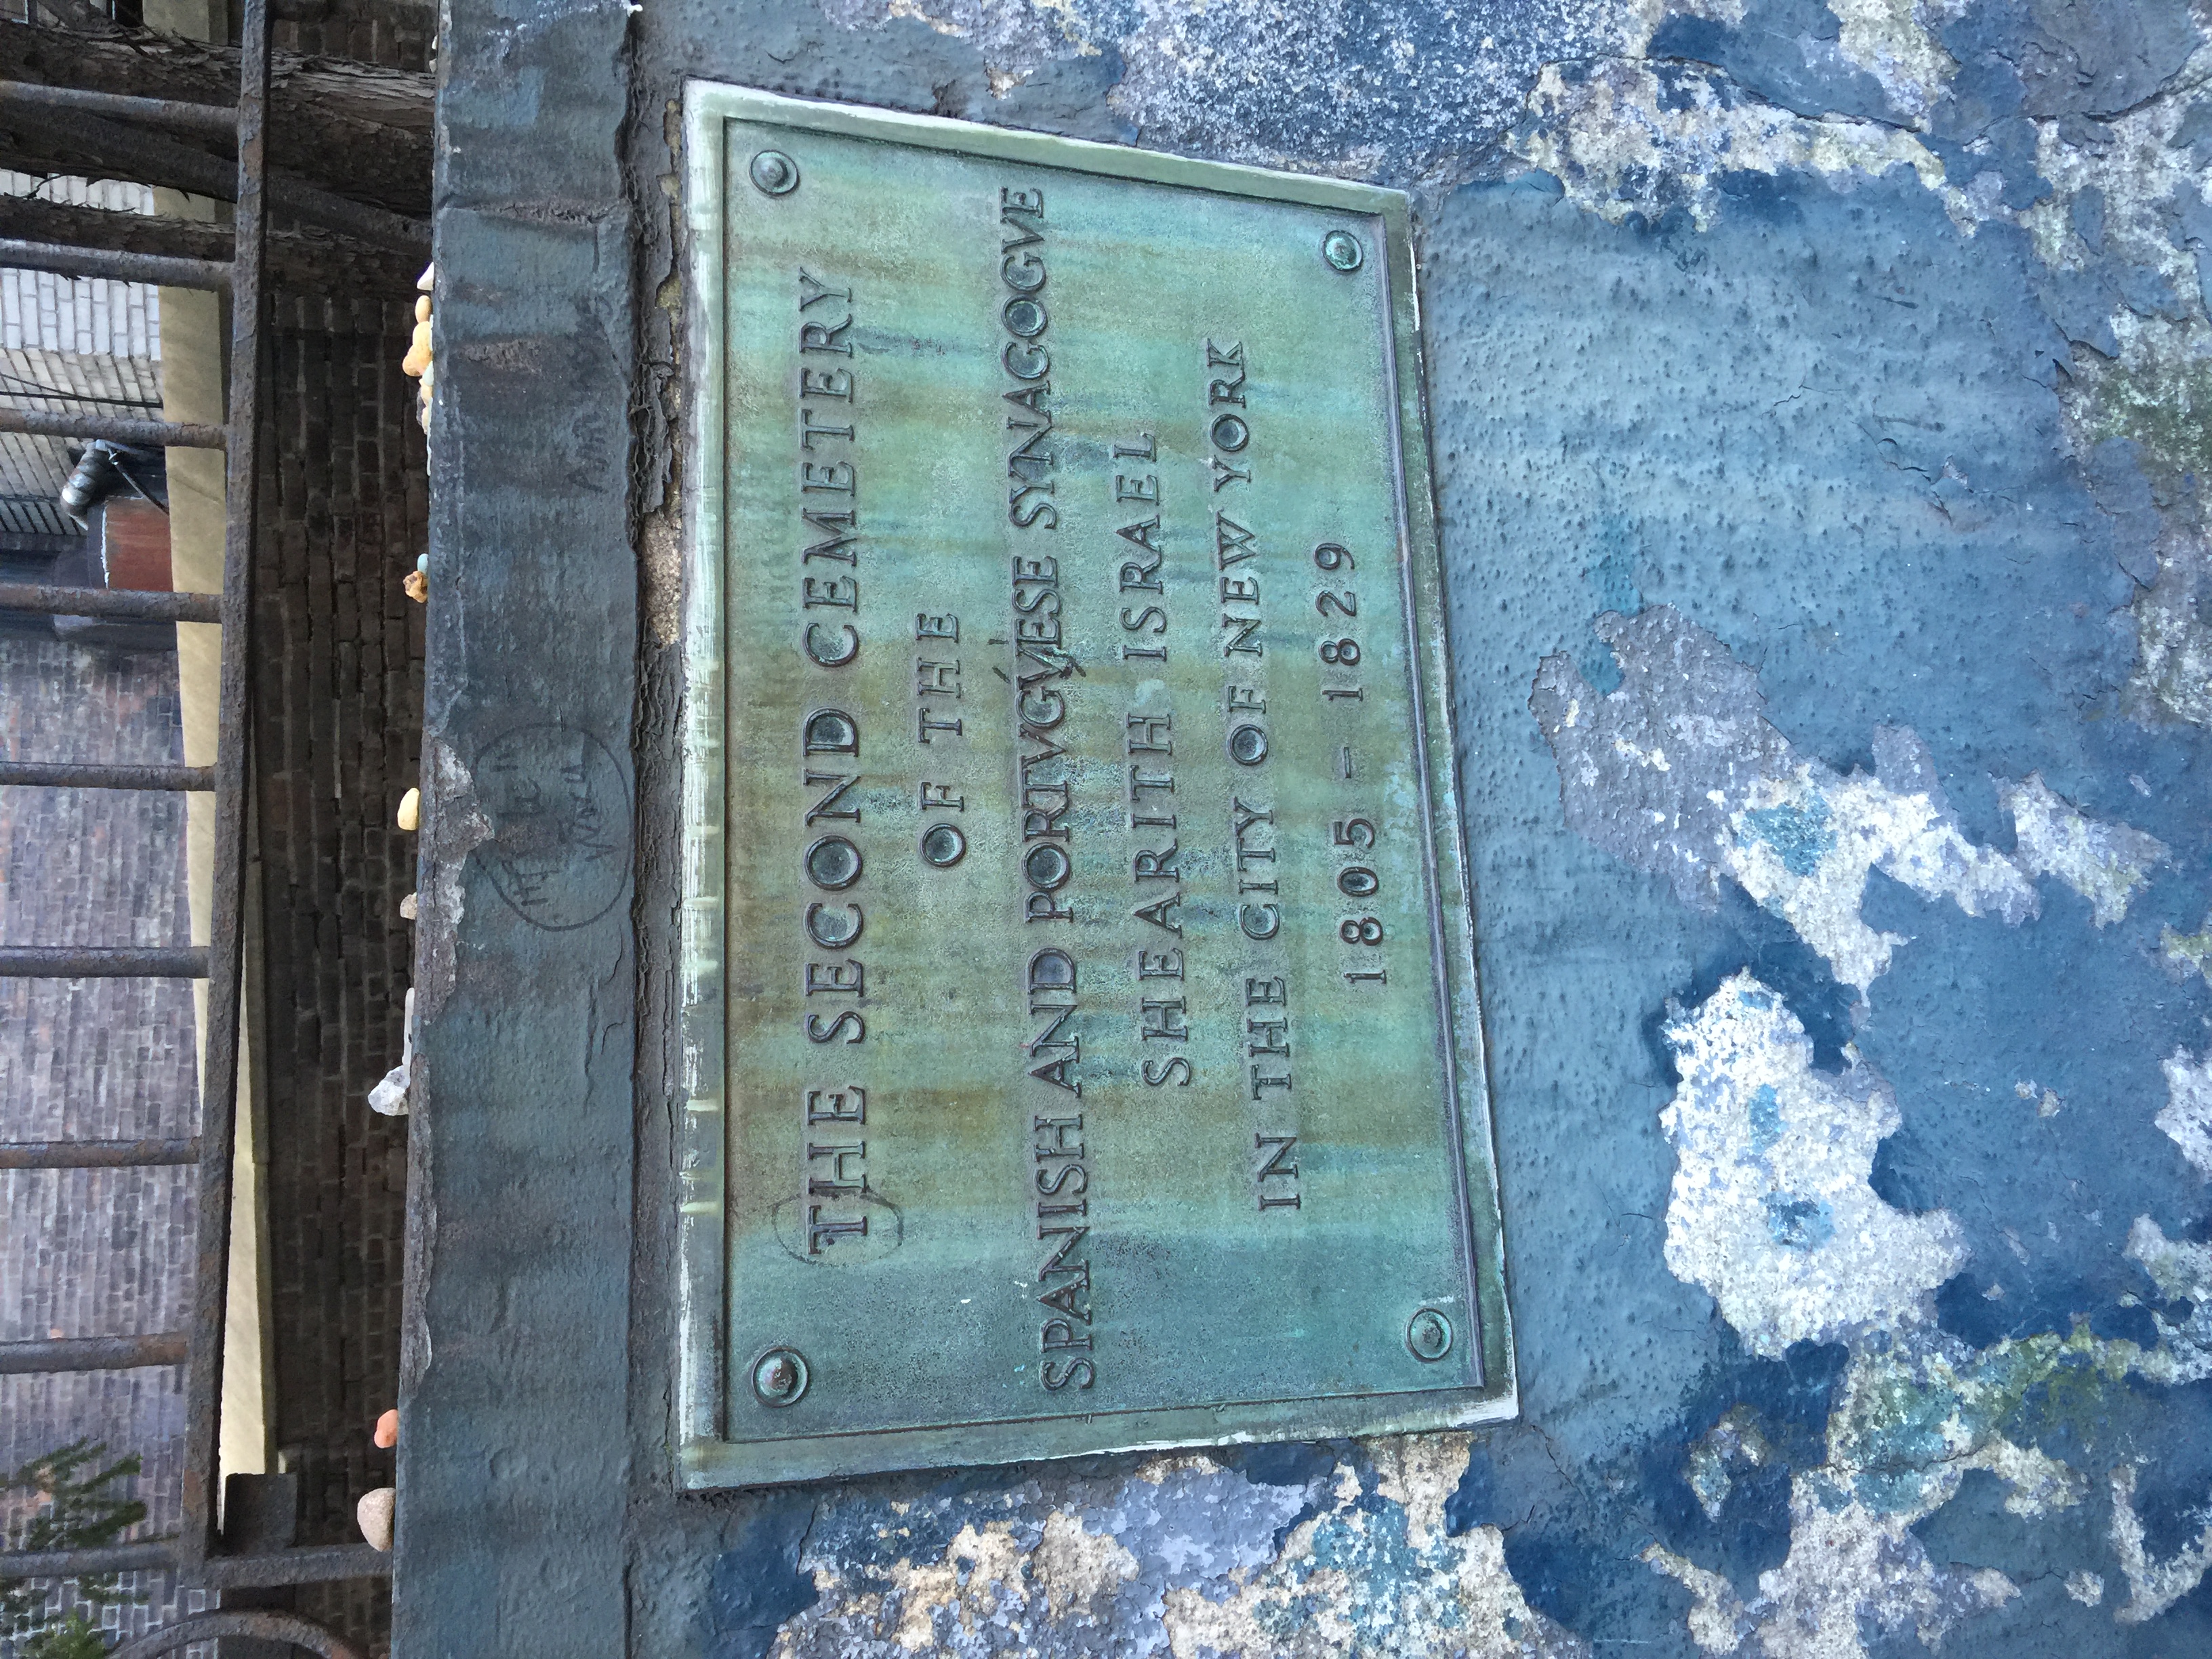 THE SECOND CEMETERY
OF THE
SPANISH AND PORTVGVESE SYNAGOGVE
SHEARITH ISRAEL
IN THE CITY OF NEW YORK
1805 – 1829